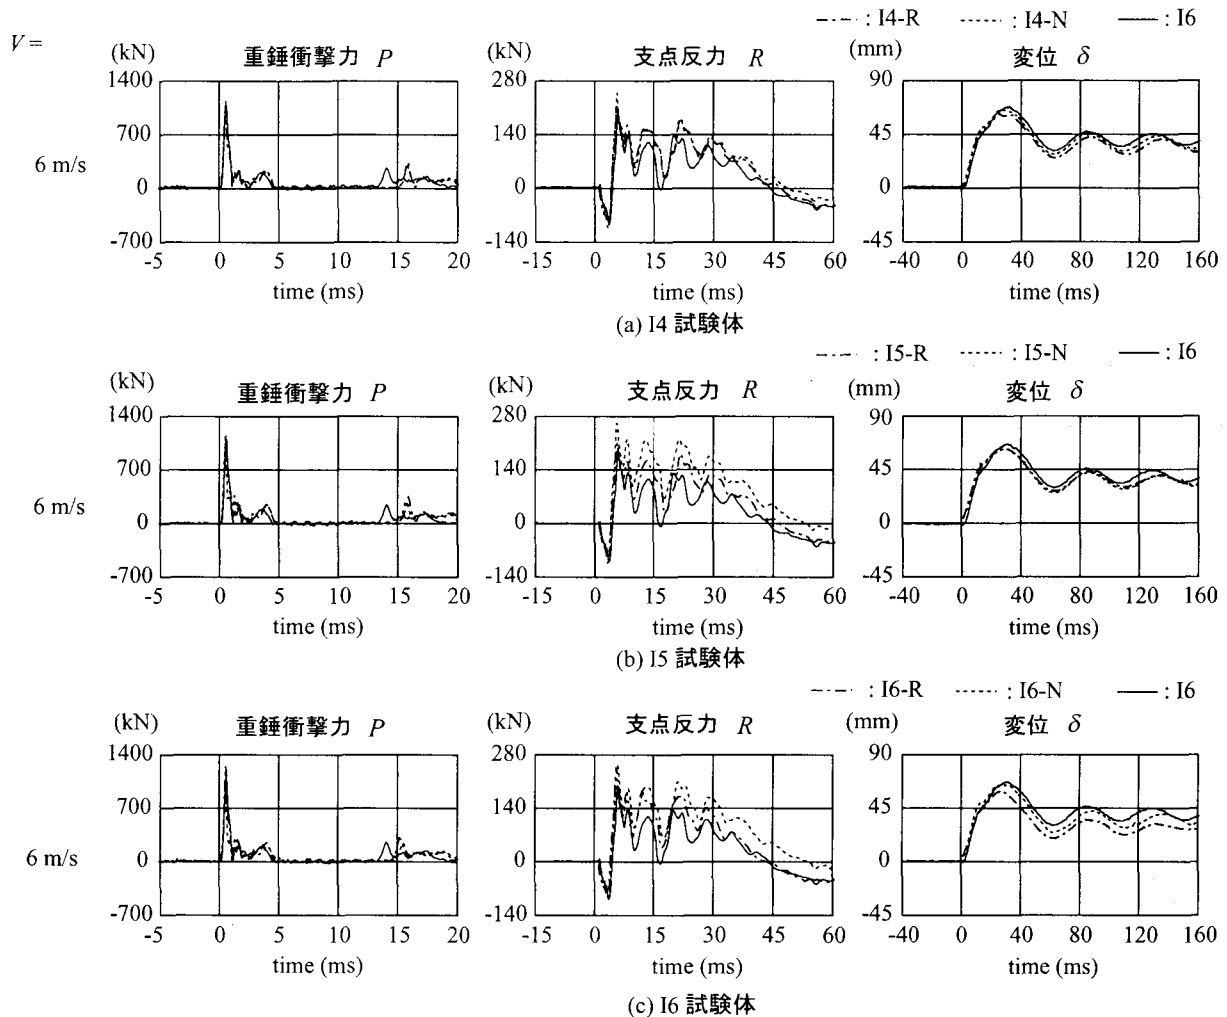 —·— : I4-R ------ : I4-N —— : I6
V =
(kN) 重錘衝撃力 P (kN) 支点反力 R (mm) 変位 δ
1400 280 90
700 140 45
6 m/s
0 0 0
-700 -140 -45
-5 0 5 10 15 20 -15 0 15 30 45 60 -40 0 40 80 120 160
time (ms) time (ms) time (ms)
(a) I4 試験体
—·— : I5-R ------ : I5-N —— : I6
(kN) 重錘衝撃力 P (kN) 支点反力 R (mm) 変位 δ
1400 280 90
700 140 45
6 m/s
0 0 0
-700 -140 -45
-5 0 5 10 15 20 -15 0 15 30 45 60 -40 0 40 80 120 160
time (ms) time (ms) time (ms)
(b) I5 試験体
—·— : I6-R ------ : I6-N —— : I6
(kN) 重錘衝撃力 P (kN) 支点反力 R (mm) 変位 δ
1400 280 90
700 140 45
6 m/s
0 0 0
-700 -140 -45
-5 0 5 10 15 20 -15 0 15 30 45 60 -40 0 40 80 120 160
time (ms) time (ms) time (ms)
(c) I6 試験体